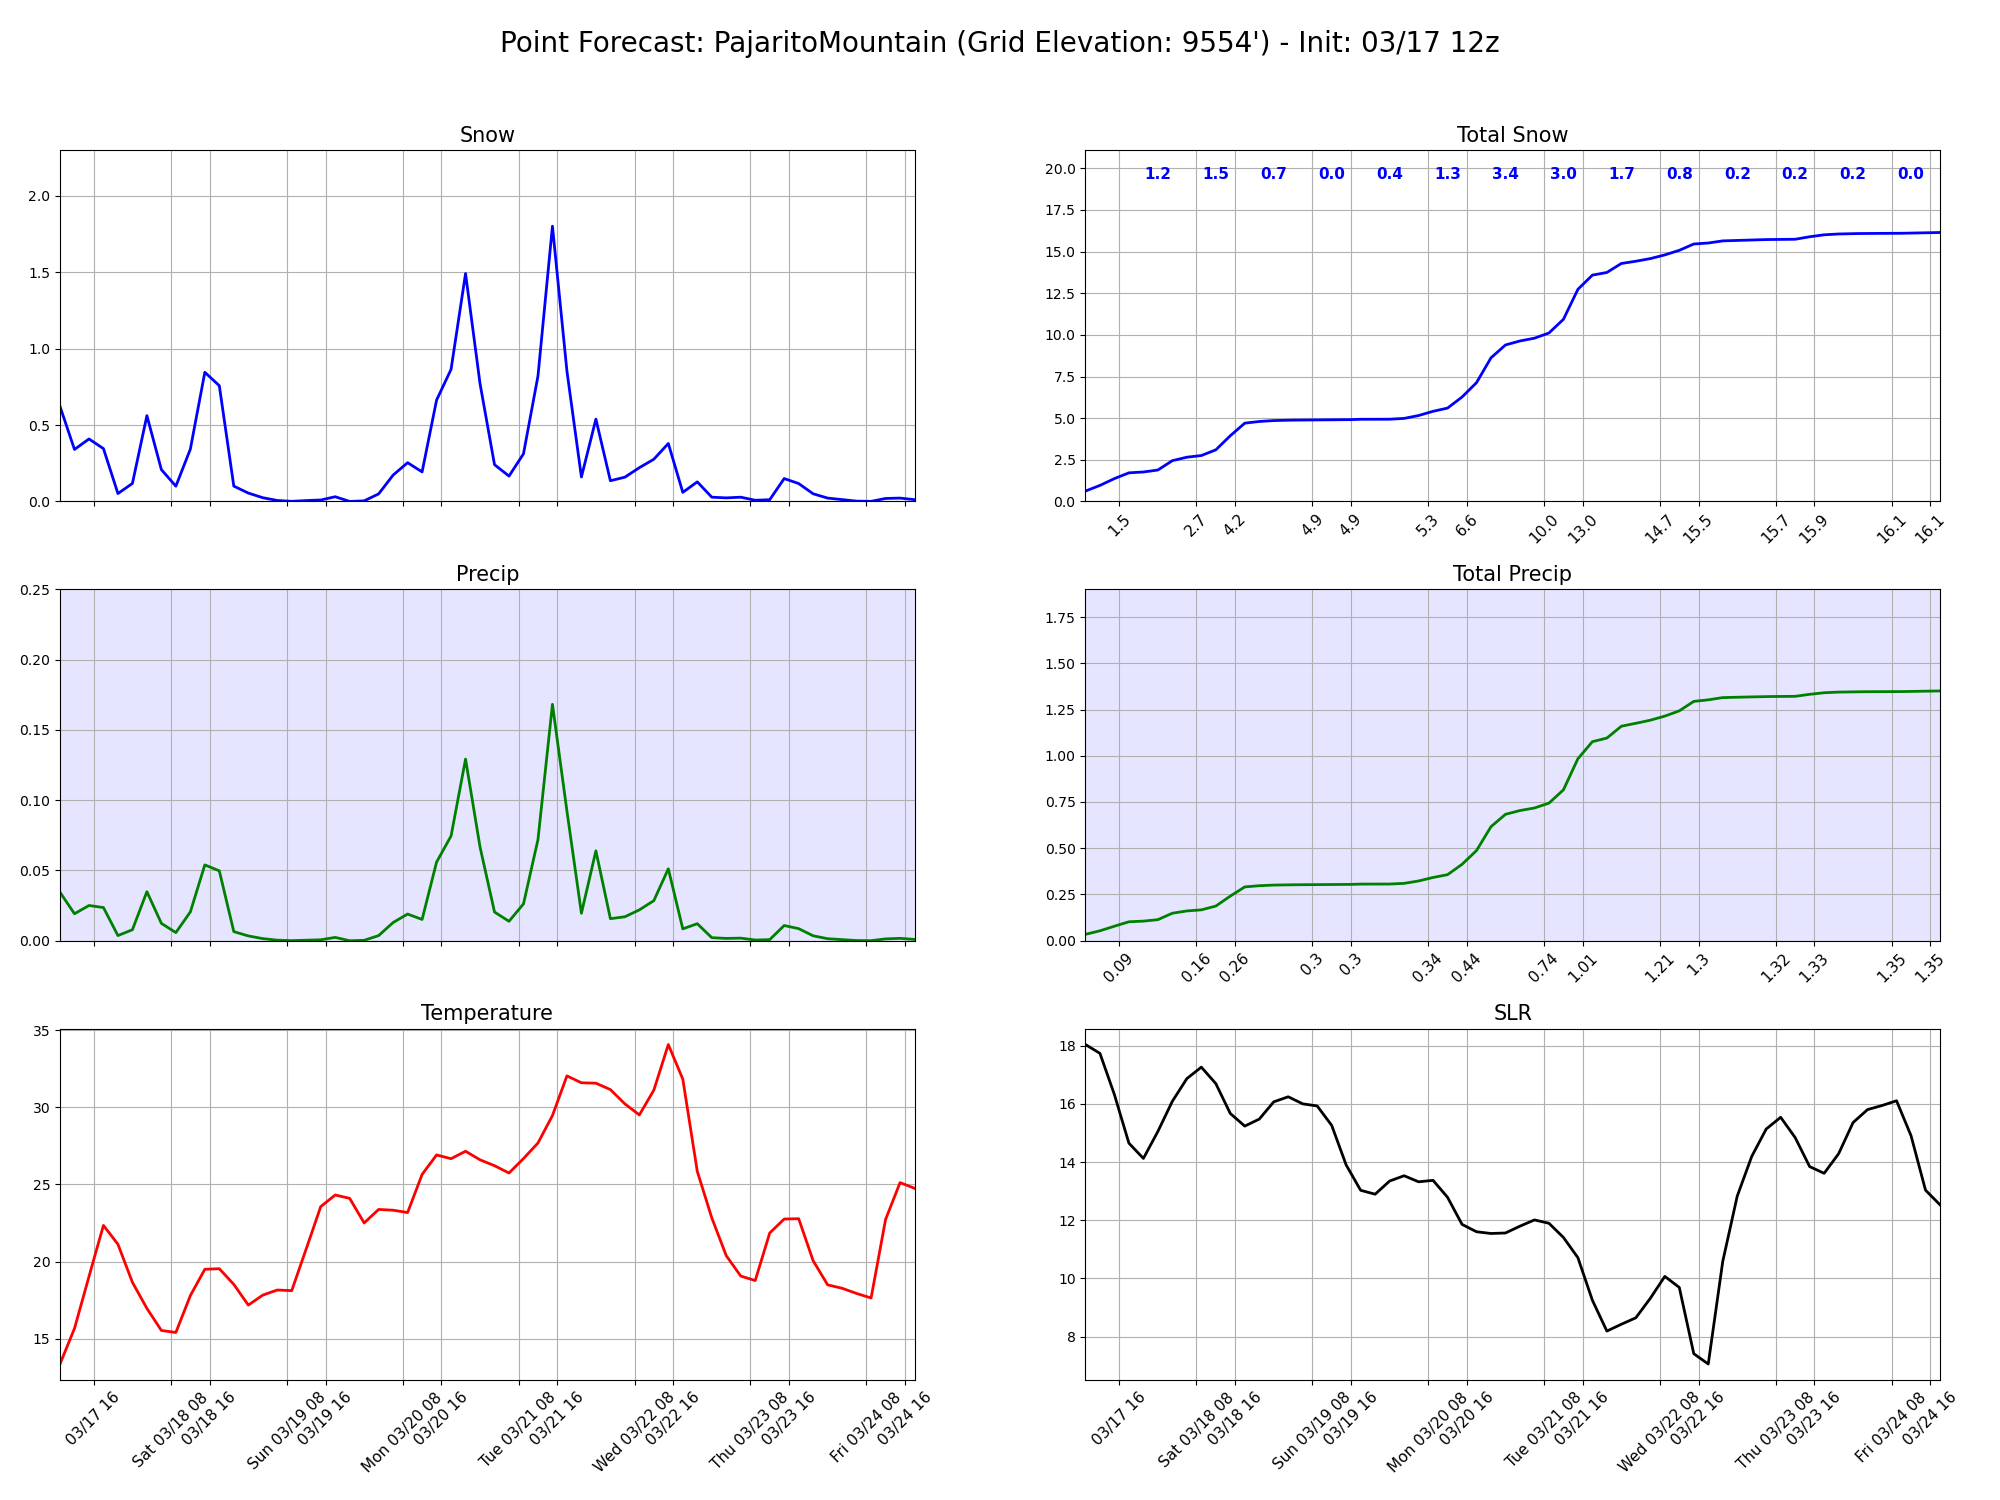 Point Forecast: PajaritoMountain (Grid Elevation: 9554') - Init: 03/17 12z
Snow
2.0
1.5
1.0
0.5
0.0
Total Snow
1.2 1.5 0.7 0.0 0.4 1.3 3.4 3.0 1.7 0.8 0.2 0.2 0.2 0.0
20.0
17.5
15.0
12.5
10.0
7.5
5.0
2.5
0.0
1.5 2.7 4.2 4.9 4.9 5.3 6.6 10.0 13.0 14.7 15.5 15.7 15.9 16.1 16.1
Precip
0.25
0.20
0.15
0.10
0.05
0.00
Total Precip
1.75
1.50
1.25
1.00
0.75
0.50
0.25
0.00
0.09 0.16 0.26 0.3 0.3 0.34 0.44 0.74 1.01 1.21 1.3 1.32 1.33 1.35 1.35
Temperature
35
30
25
20
15
03/17 16
Sat 03/18 08
03/18 16
Sun 03/19 08
03/19 16
Mon 03/20 08
03/20 16
Tue 03/21 08
03/21 16
Wed 03/22 08
03/22 16
Thu 03/23 08
03/23 16
Fri 03/24 08
03/24 16
SLR
18
16
14
12
10
8
03/17 16
Sat 03/18 08
03/18 16
Sun 03/19 08
03/19 16
Mon 03/20 08
03/20 16
Tue 03/21 08
03/21 16
Wed 03/22 08
03/22 16
Thu 03/23 08
03/23 16
Fri 03/24 08
03/24 16